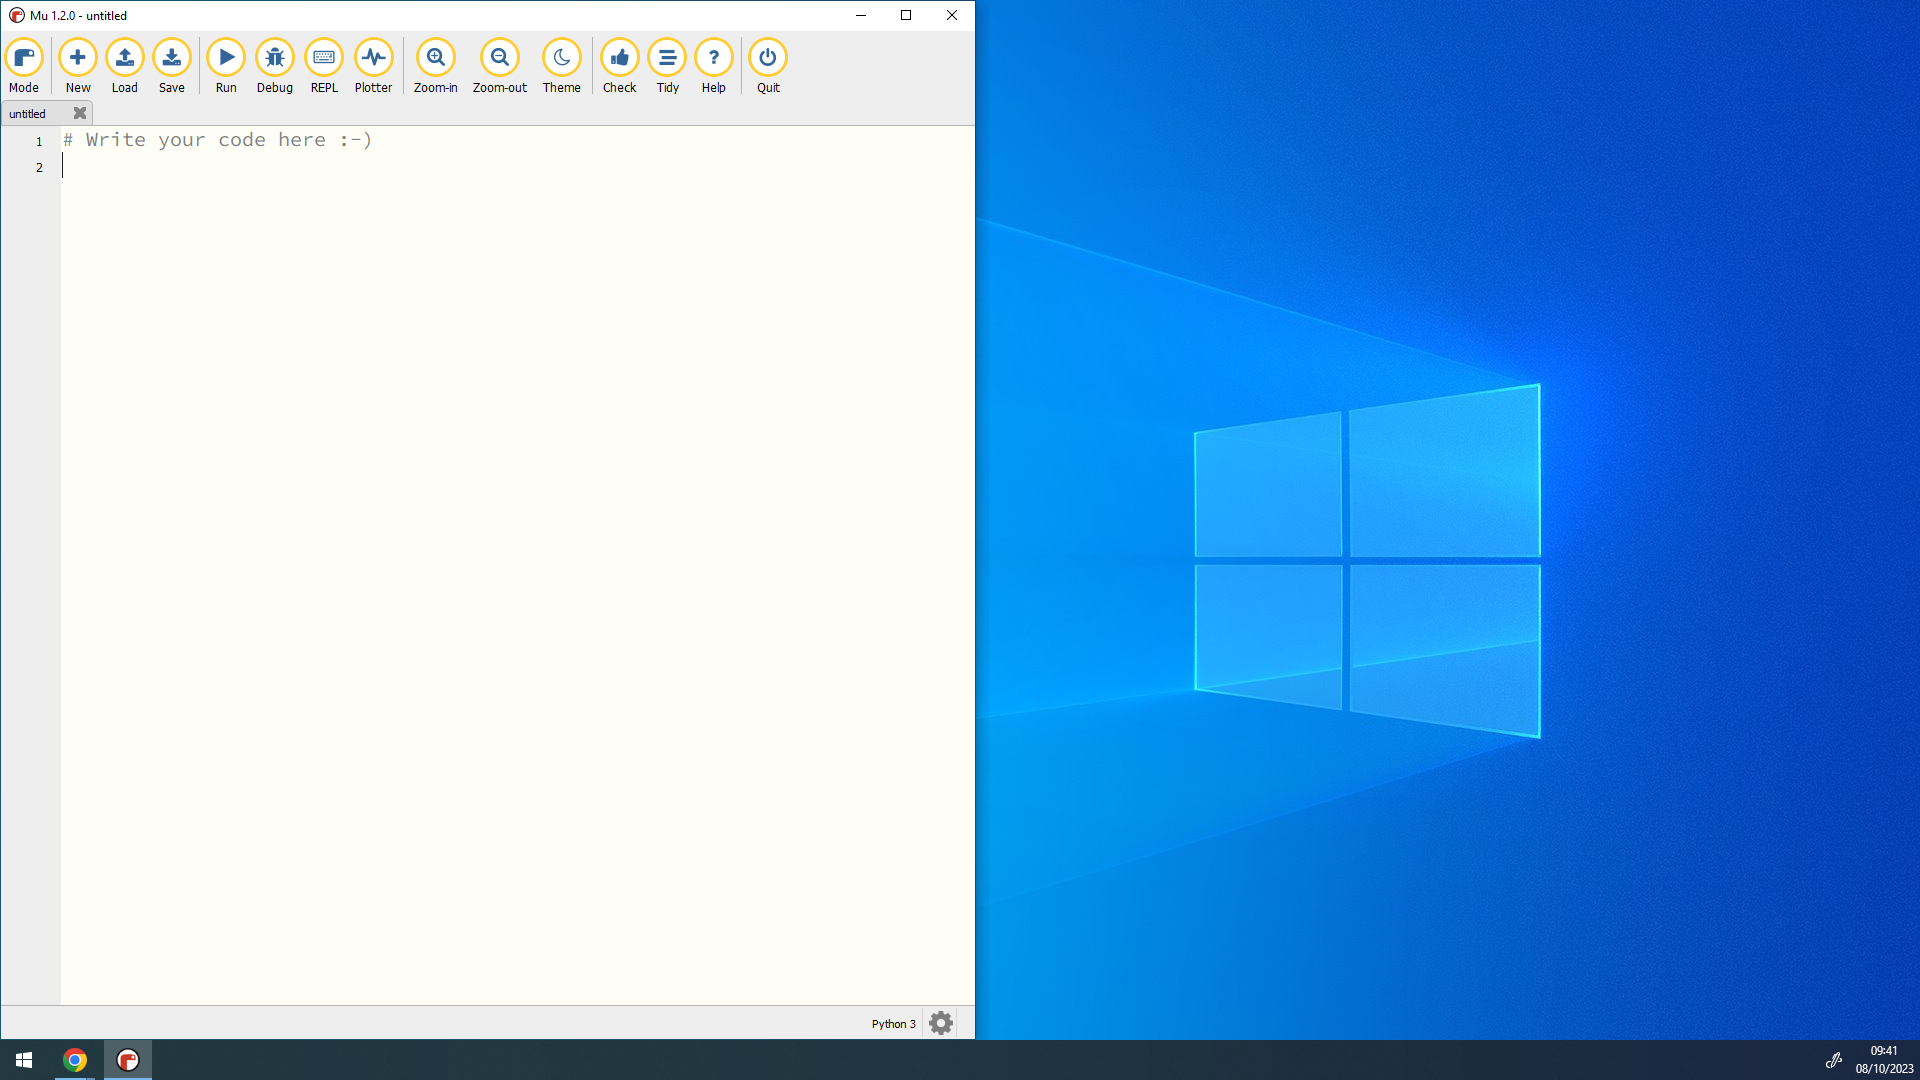 Mu 1.2.0 - untitled
Mode New Load Save Run Debug REPL Plotter Zoom-in Zoom-out Theme Check Tidy Help Quit
untitled
1 # Write your code here :-)
2
Python 3
09:41
08/10/2023